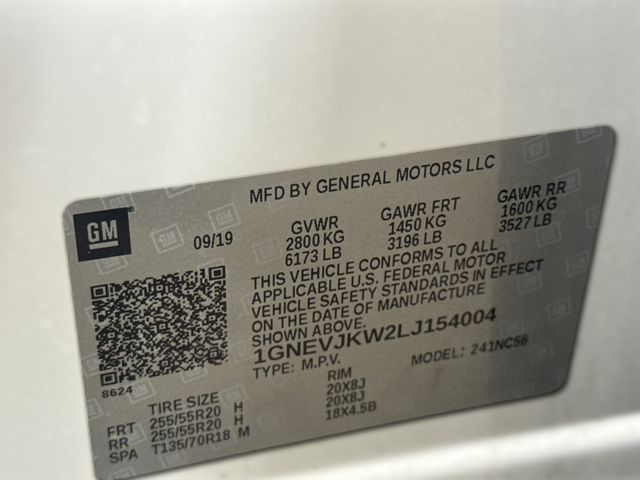 MFD BY GENERAL MOTORS LLC
GM
09/19
GVWR GAWR FRT GAWR RR
2800 KG 1450 KG 1600 KG
6173 LB 3196 LB 3527 LB
THIS VEHICLE CONFORMS TO ALL
APPLICABLE U.S. FEDERAL MOTOR
VEHICLE SAFETY STANDARDS IN EFFECT
ON THE DATE OF MANUFACTURE
SHOWN ABOVE.
1GNEVJKW2LJ154004
TYPE: M.P.V. MODEL: 241NC56
8624
TIRE SIZE RIM
FRT 255/55R20 H 20X8J
RR 255/55R20 H 20X8J
SPA T135/70R18 M 18X4.5B